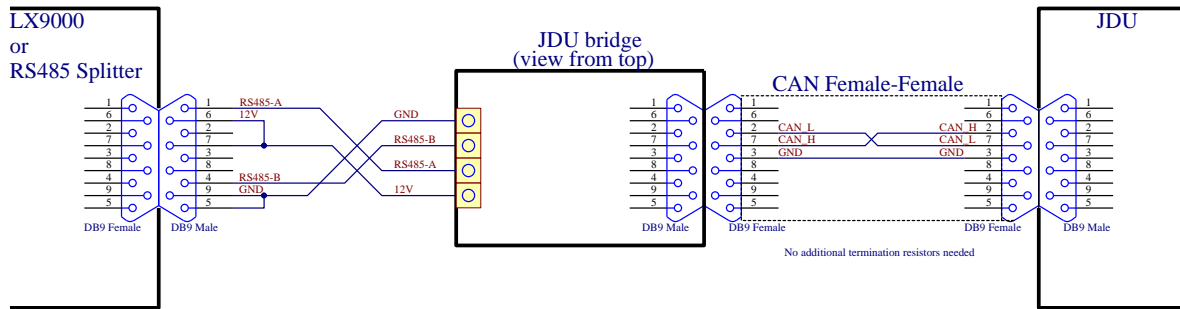 LX9000
or
RS485 Splitter
JDU bridge
(view from top)
JDU
CAN Female-Female
1
6
2
7
3
8
4
9
5
DB9 Female
1
6
2
7
3
8
4
9
5
DB9 Male
RS485-A
12V
RS485-B
GND
GND
RS485-B
RS485-A
12V
1
6
2
7
3
8
4
9
5
DB9 Male
1
6
2
7
3
8
4
9
5
DB9 Female
CAN_L
CAN_H
GND
CAN_H
CAN_L
GND
1
6
2
7
3
8
4
9
5
DB9 Female
1
6
2
7
3
8
4
9
5
DB9 Male
No additional termination resistors needed